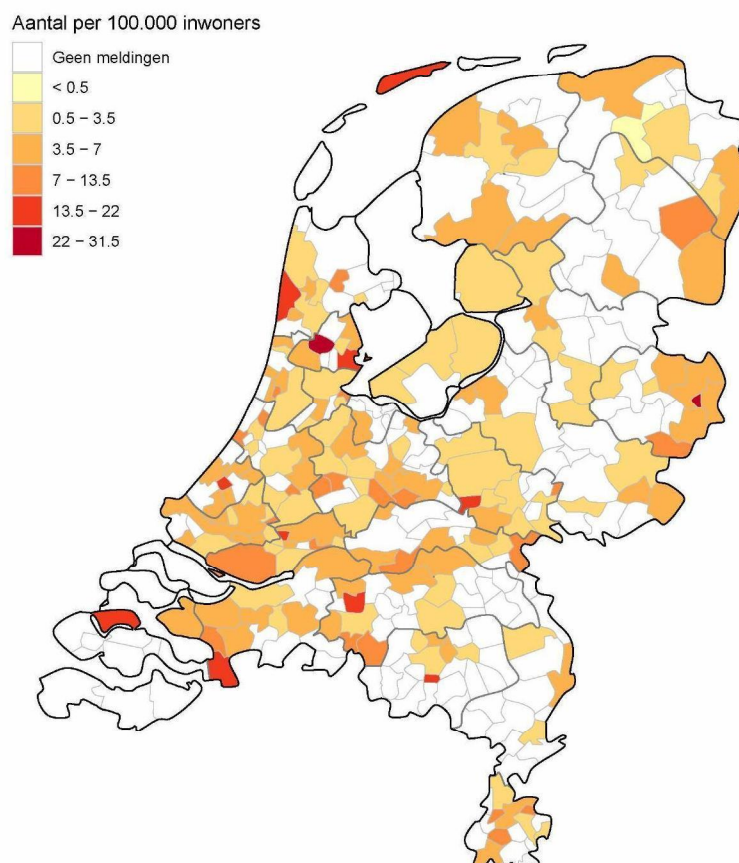 Aantal per 100.000 inwoners
Geen meldingen
< 0.5
0.5 – 3.5
3.5 – 7
7 – 13.5
13.5 – 22
22 – 31.5